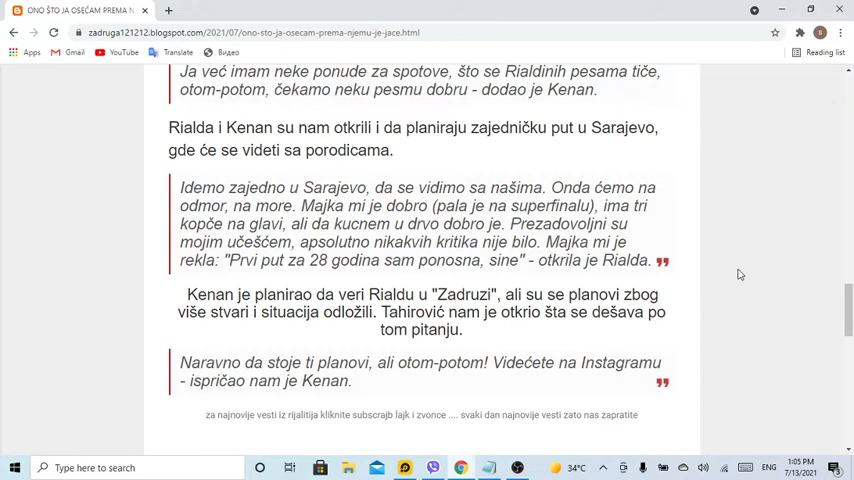 ONO ŠTO JA OSEĆAM PREMA NJEM
zadruga121212.blogspot.com/2021/07/ono-sto-ja-osecam-prema-njemu-je-jace.html
Apps Gmail YouTube Translate Видео Reading list
Ja već imam neke ponude za spotove, što se Rialdinih pesama tiče,
otom-potom, čekamo neku pesmu dobru - dodao je Kenan.
Rialda i Kenan su nam otkrili i da planiraju zajedničku put u Sarajevo,
gde će se videti sa porodicama.
Idemo zajedno u Sarajevo, da se vidimo sa našima. Onda ćemo na
odmor, na more. Majka mi je dobro (pala je na superfinalu), ima tri
kopče na glavi, ali da kucnem u drvo dobro je. Prezadovoljni su
mojim učešćem, apsolutno nikakvih kritika nije bilo. Majka mi je
rekla: "Prvi put za 28 godina sam ponosna, sine" - otkrila je Rialda.
Kenan je planirao da veri Rialdu u "Zadruzi", ali su se planovi zbog
više stvari i situacija odložili. Tahirović nam je otkrio šta se dešava po
tom pitanju.
Naravno da stoje ti planovi, ali otom-potom! Videćete na Instagramu
- ispričao nam je Kenan.
za najnovije vesti iz rijalitija kliknite subscrajb lajk i zvonce .... svaki dan najnovije vesti zato nas zapratite
Type here to search
34°C
ENG
1:05 PM
7/13/2021